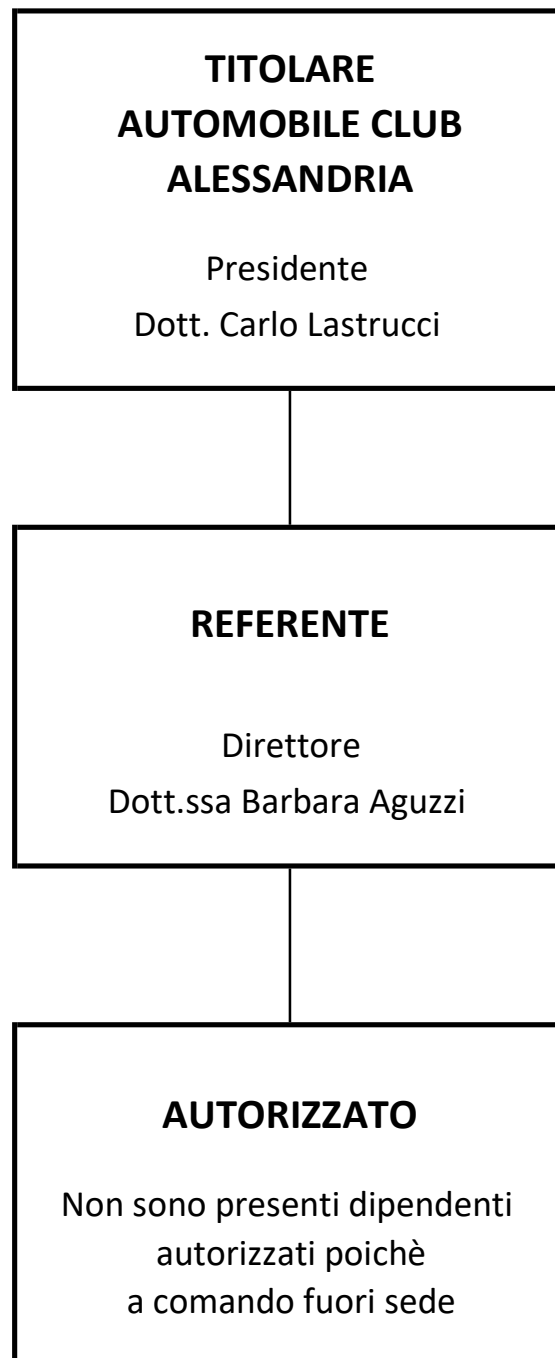 TITOLARE
AUTOMOBILE CLUB
ALESSANDRIA
Presidente
Dott. Carlo Lastrucci
REFERENTE
Direttore
Dott.ssa Barbara Aguzzi
AUTORIZZATO
Non sono presenti dipendenti
autorizzati poichè
a comando fuori sede